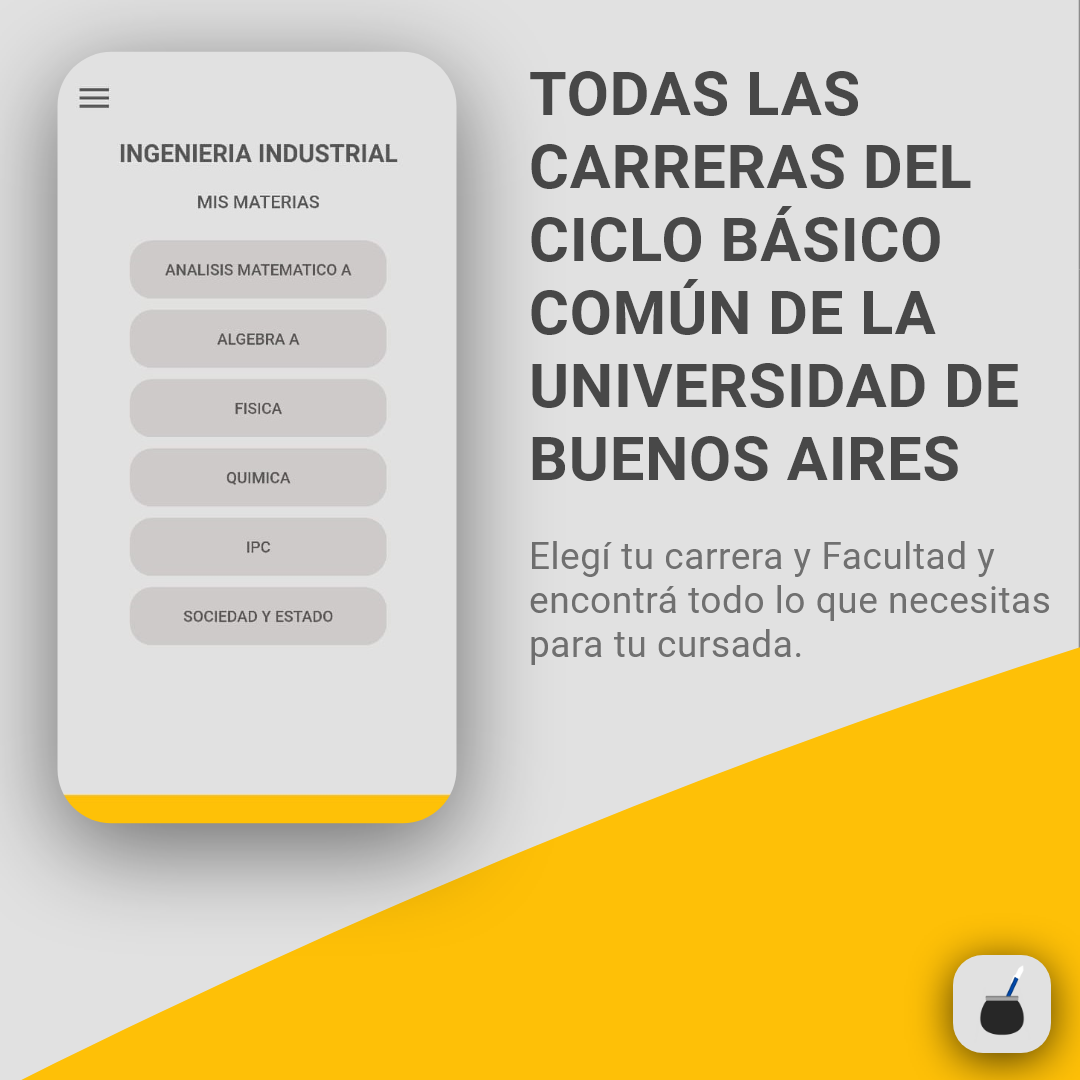 INGENIERIA INDUSTRIAL
MIS MATERIAS
ANALISIS MATEMATICO A
ALGEBRA A
FISICA
QUIMICA
IPC
SOCIEDAD Y ESTADO
TODAS LAS
CARRERAS DEL
CICLO BÁSICO
COMÚN DE LA
UNIVERSIDAD DE
BUENOS AIRES
Elegí tu carrera y Facultad y
encontrá todo lo que necesitas
para tu cursada.